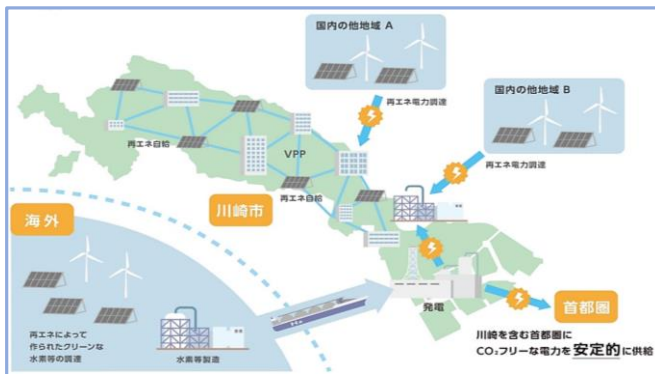 国内の他地域 A
再エネ電力調達
国内の他地域 B
再エネ電力調達
再エネ自給
VPP
再エネ自給
川崎市
海外
再エネによって
作られたクリーンな
水素等の調達
水素等製造
発電
首都圏
川崎を含む首都圏に
CO₂フリーな電力を安定的に供給